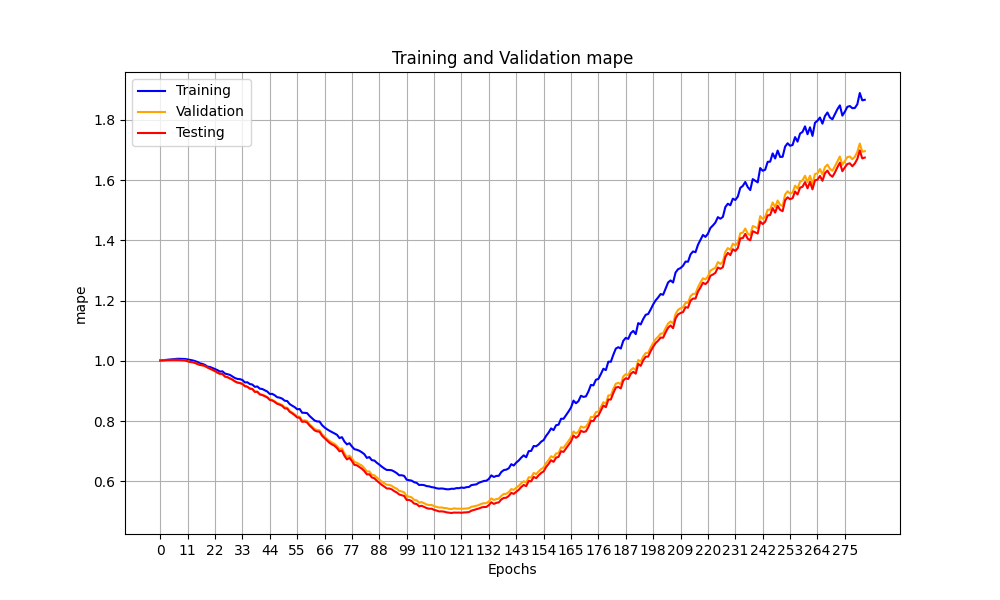 Training and Validation mape
Training
Validation
Testing
1.8
1.6
1.4
1.2
1.0
0.8
0.6
mape
0 11 22 33 44 55 66 77 88 99 110 121 132 143 154 165 176 187 198 209 220 231 242 253 264 275
Epochs